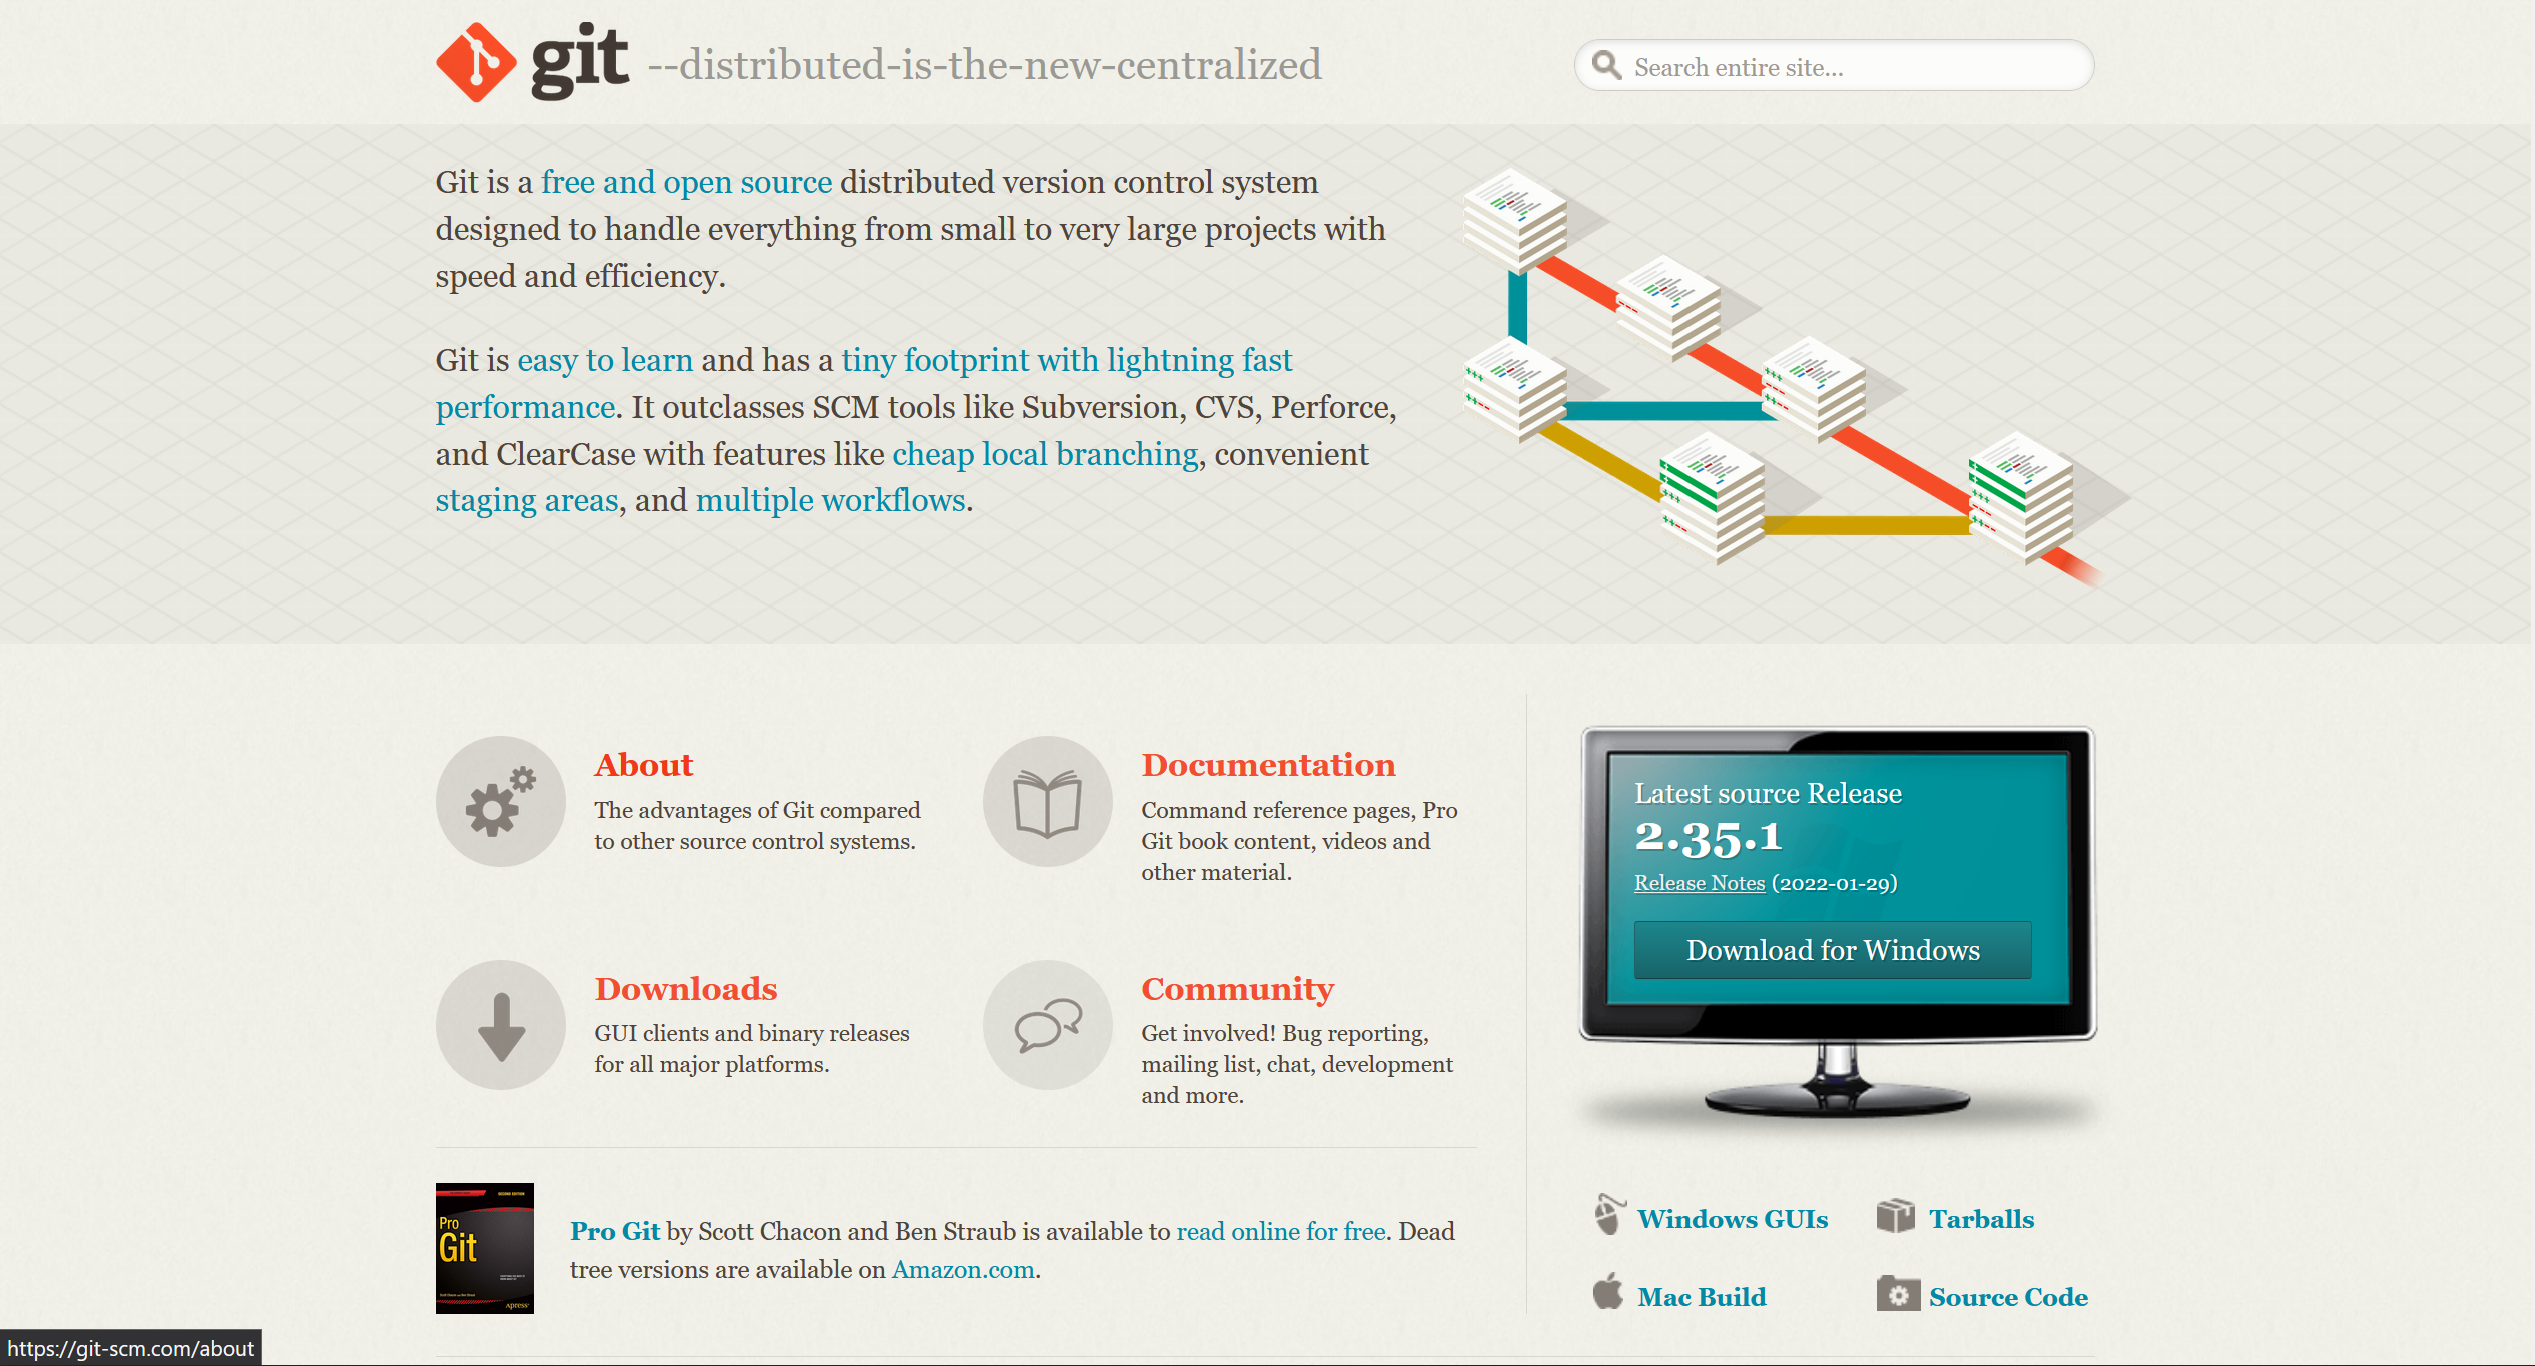 git --distributed-is-the-new-centralized
Search entire site...
Git is a free and open source distributed version control system
designed to handle everything from small to very large projects with
speed and efficiency.
Git is easy to learn and has a tiny footprint with lightning fast
performance. It outclasses SCM tools like Subversion, CVS, Perforce,
and ClearCase with features like cheap local branching, convenient
staging areas, and multiple workflows.
About
The advantages of Git compared
to other source control systems.
Documentation
Command reference pages, Pro
Git book content, videos and
other material.
Downloads
GUI clients and binary releases
for all major platforms.
Community
Get involved! Bug reporting,
mailing list, chat, development
and more.
Latest source Release
2.35.1
Release Notes (2022-01-29)
Download for Windows
Pro
Git
Apress
Pro Git by Scott Chacon and Ben Straub is available to read online for free. Dead
tree versions are available on Amazon.com.
Windows GUIs
Tarballs
Mac Build
Source Code
https://git-scm.com/about